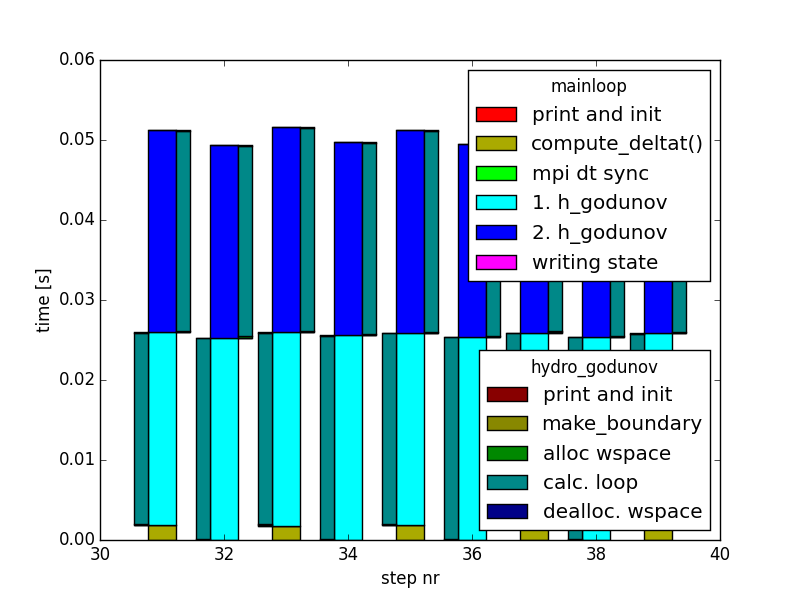 0.06
0.05
0.04
0.03
0.02
0.01
0.00
time [s]
30 32 34 36 38 40
step nr
mainloop
print and init
compute_deltat()
mpi dt sync
1. h_godunov
2. h_godunov
writing state
hydro_godunov
print and init
make_boundary
alloc wspace
calc. loop
dealloc. wspace